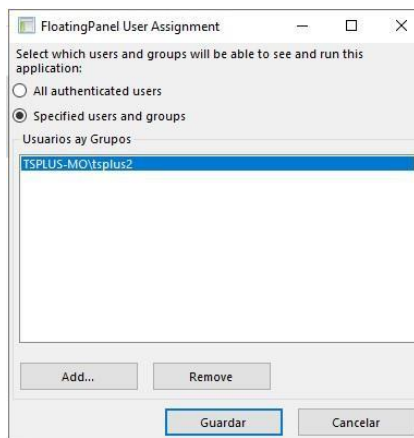 FloatingPanel User Assignment
Select which users and groups will be able to see and run this
application:
All authenticated users
Specified users and groups
Usuarios ay Grupos
TSPLUS-MO\tsplus2
Add...
Remove
Guardar
Cancelar